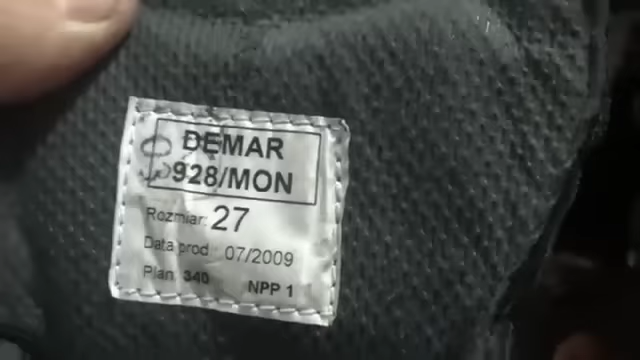 DEMAR
928/MON
Rozmiar: 27
Data prod.: 07/2009
Plan: 340 NPP 1